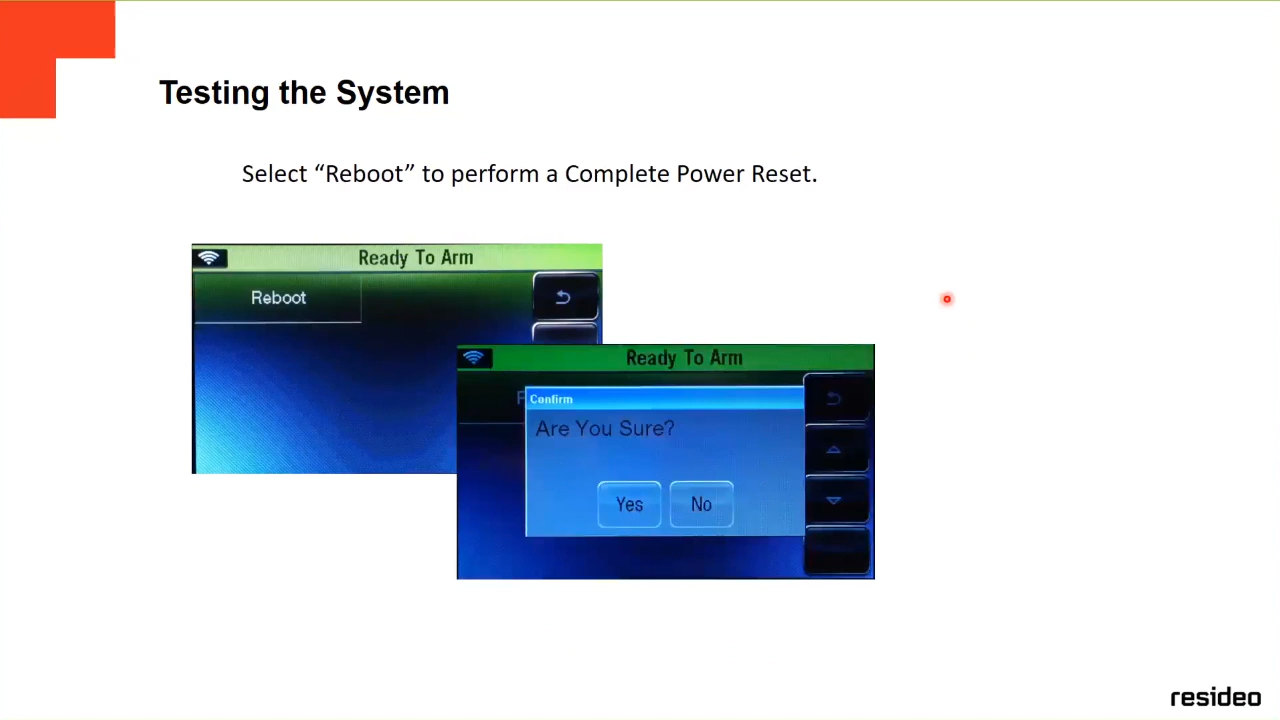 Testing the System
Select “Reboot” to perform a Complete Power Reset.
Ready To Arm
Reboot
Ready To Arm
Confirm
Are You Sure?
Yes
No
resideo